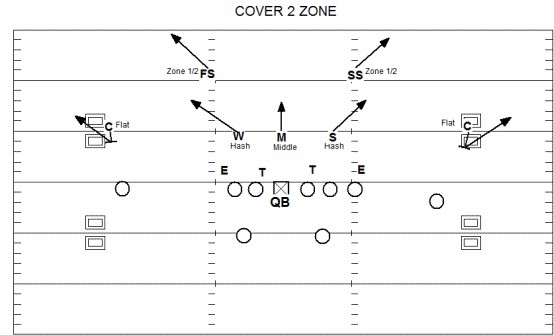 COVER 2 ZONE
Zone 1/2 FS SS Zone 1/2
C Flat Flat C
W M S
Hash Middle Hash
E T T E
QB